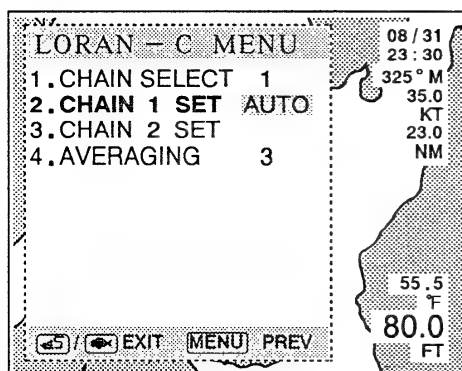 LORAN – C MENU
1.CHAIN SELECT 1
2.CHAIN 1 SET AUTO
3.CHAIN 2 SET
4.AVERAGING 3
/ EXIT MENU PREV
08/31
23:30
325°M
35.0
KT
23.0
NM
55.5
°F
80.0
FT